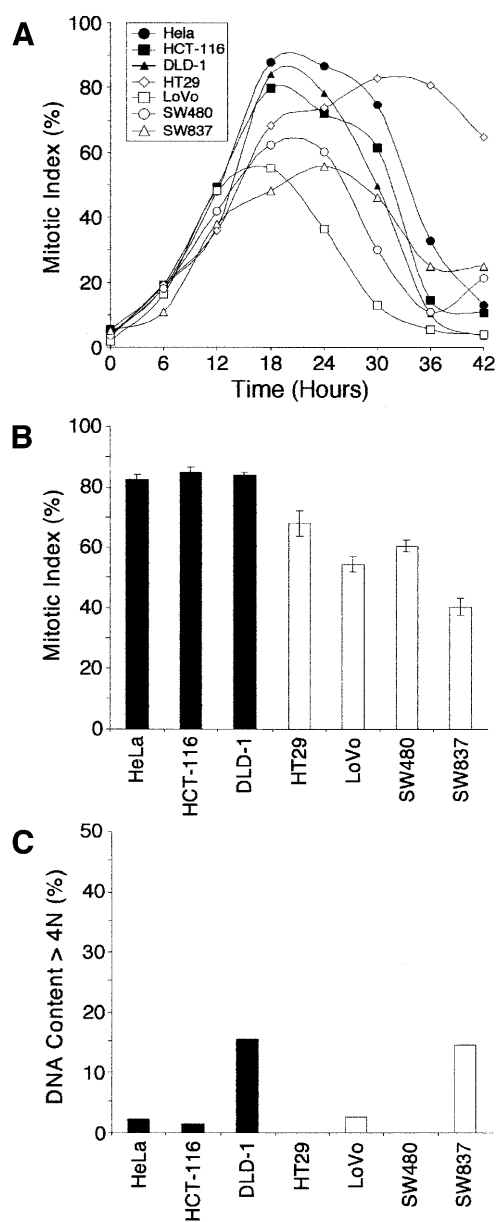 A
Mitotic Index (%)
100
80
60
40
20
0
Hela
HCT-116
DLD-1
HT29
LoVo
SW480
SW837
0 6 12 18 24 30 36 42
Time (Hours)
B
Mitotic Index (%)
100
80
60
40
20
0
HeLa
HCT-116
DLD-1
HT29
LoVo
SW480
SW837
C
DNA Content > 4N (%)
50
40
30
20
10
0
HeLa
HCT-116
DLD-1
HT29
LoVo
SW480
SW837